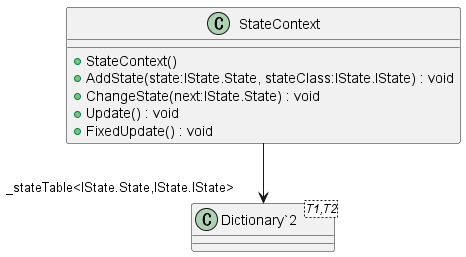 C StateContext
StateContext()
AddState(state:IState.State, stateClass:IState.IState) : void
ChangeState(next:IState.State) : void
Update() : void
FixedUpdate() : void
_stateTable<IState.State,IState.IState>
T1,T2
C Dictionary`2